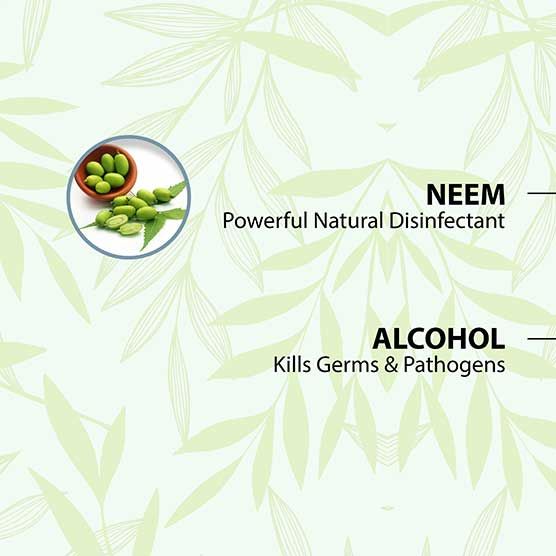 NEEM
Powerful Natural Disinfectant
ALCOHOL
Kills Germs & Pathogens